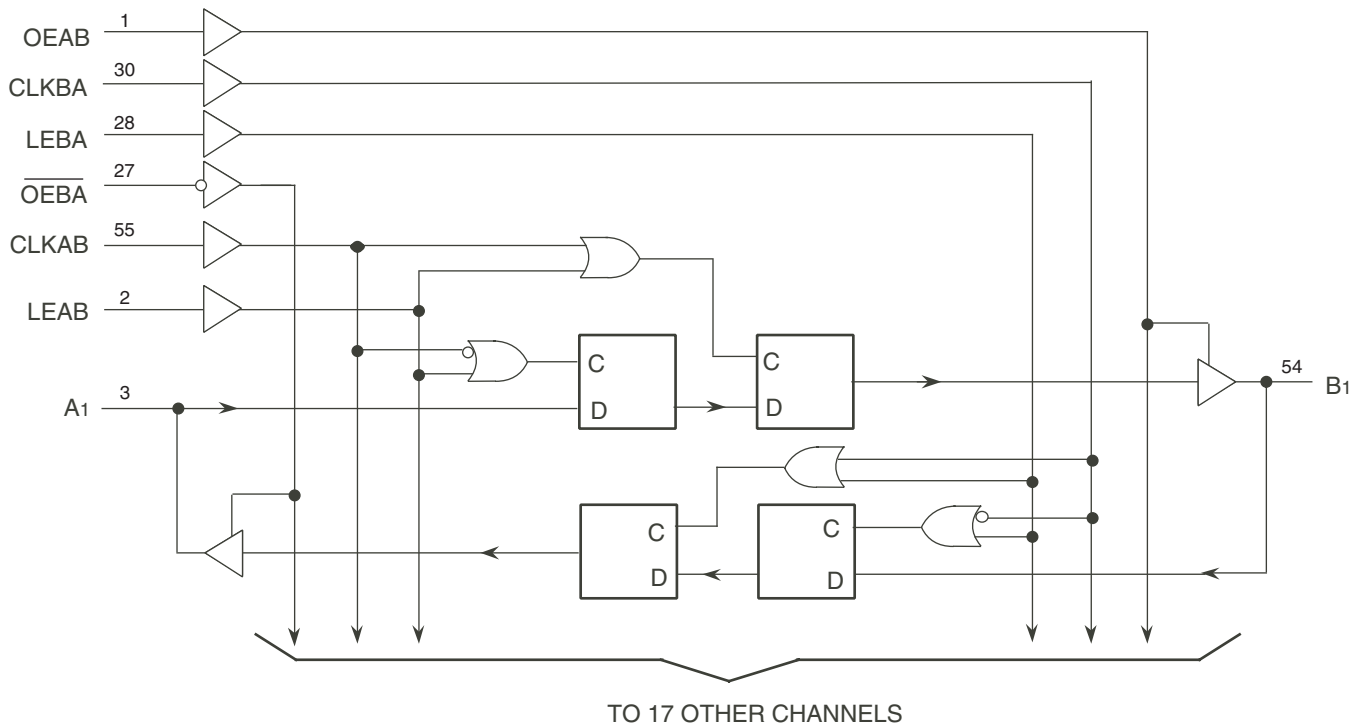 OEAB 1
CLKBA 30
LEBA 28
OEBA 27
CLKAB 55
LEAB 2
A1 3
C
D
C
D
54 B1
C
D
C
D
TO 17 OTHER CHANNELS